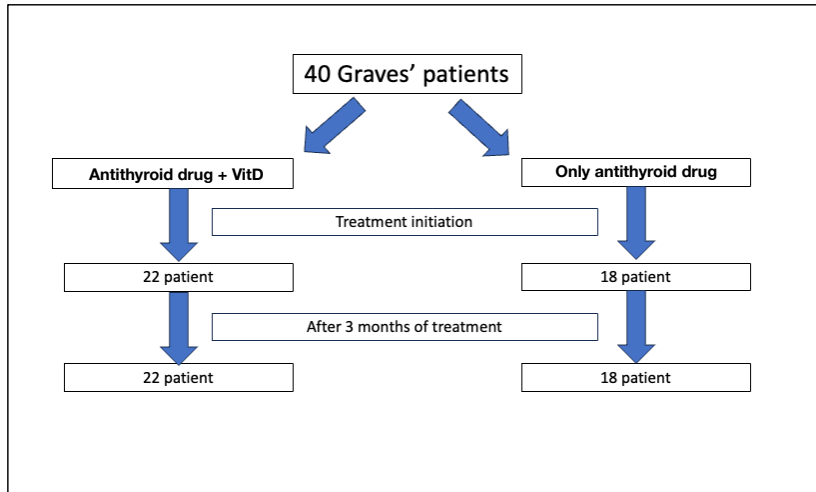 40 Graves’ patients
Antithyroid drug + VitD
Only antithyroid drug
Treatment initiation
22 patient
18 patient
After 3 months of treatment
22 patient
18 patient